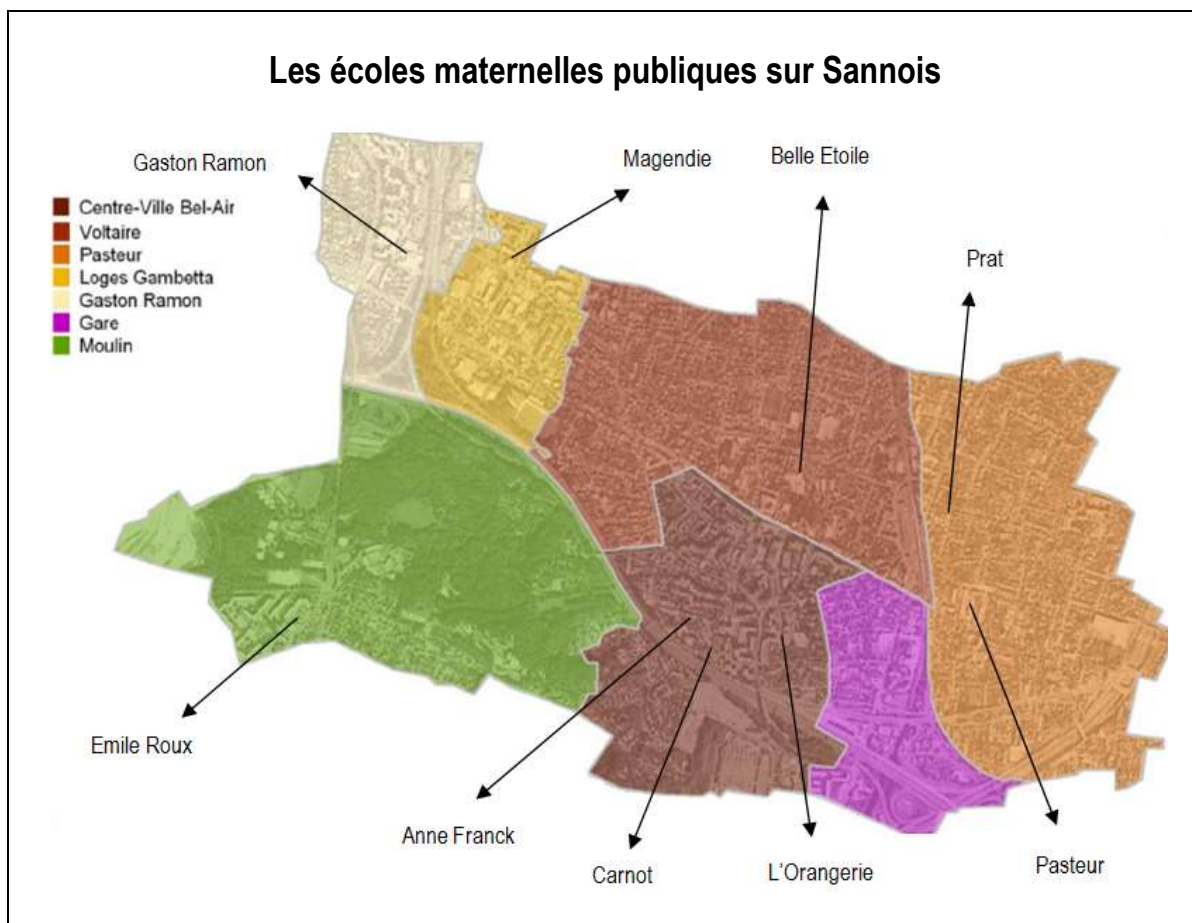 Les écoles maternelles publiques sur Sannois
Gaston Ramon
Magendie
Belle Etoile
Prat
Centre-Ville Bel-Air
Voltaire
Pasteur
Loges Gambetta
Gaston Ramon
Gare
Moulin
Emile Roux
Anne Franck
Carnot
L'Orangerie
Pasteur